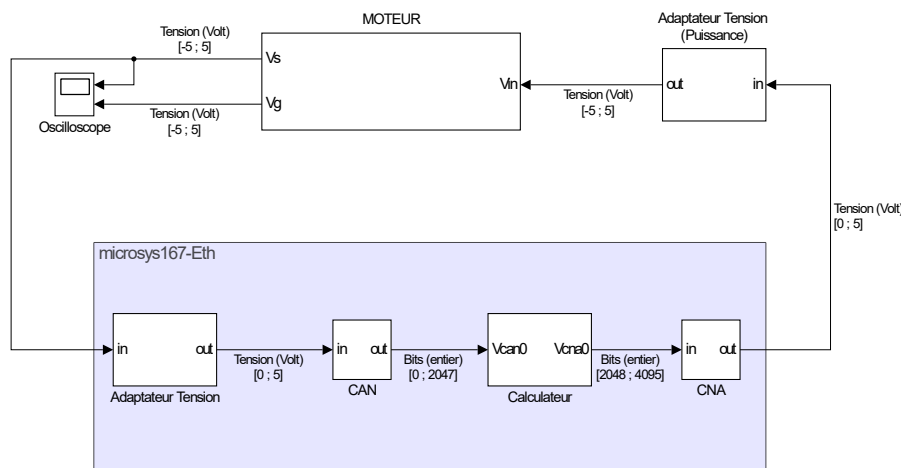 MOTEUR
Adaptateur Tension
(Puissance)
Tension (Volt)
[-5 ; 5]
Vs
Vg
Vin
out
in
Tension (Volt)
[-5 ; 5]
Tension (Volt)
[-5 ; 5]
Oscilloscope
Tension (Volt)
[0 ; 5]
microsys167-Eth
in
out
Tension (Volt)
[0 ; 5]
in
out
Bits (entier)
[0 ; 2047]
Vcan0
Vcna0
Bits (entier)
[2048 ; 4095]
in
out
Adaptateur Tension
CAN
Calculateur
CNA